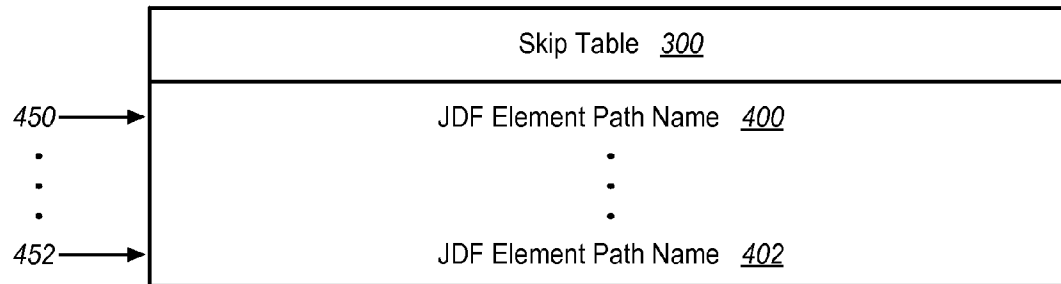 Skip Table 300
450 JDF Element Path Name 400
452 JDF Element Path Name 402